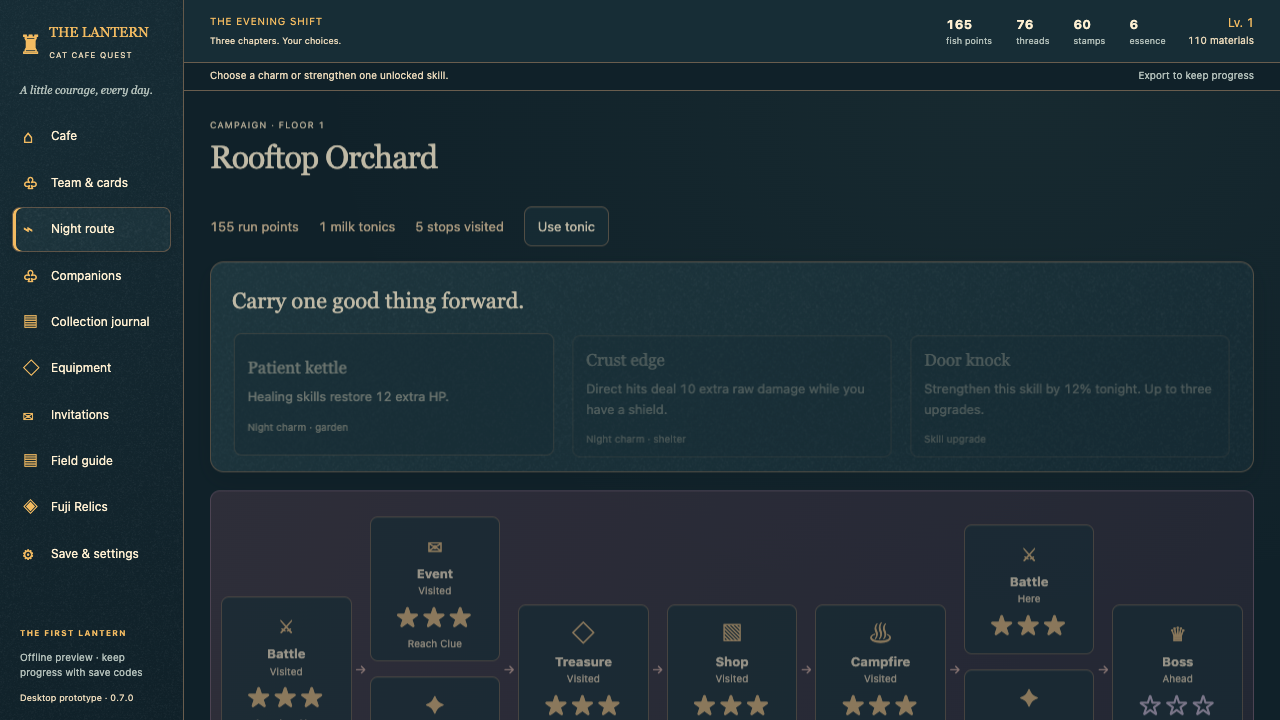 THE LANTERN
CAT CAFE QUEST
A little courage, every day.
Cafe
Team & cards
Night route
Companions
Collection journal
Equipment
Invitations
Field guide
Fuji Relics
Save & settings
THE FIRST LANTERN
Offline preview · keep
progress with save codes
Desktop prototype · 0.7.0
THE EVENING SHIFT
Three chapters. Your choices.
165
fish points
76
threads
60
stamps
6
essence
Lv. 1
110 materials
Choose a charm or strengthen one unlocked skill.
Export to keep progress
CAMPAIGN · FLOOR 1
Rooftop Orchard
155 run points
1 milk tonics
5 stops visited
Use tonic
Carry one good thing forward.
Patient kettle
Healing skills restore 12 extra HP.
Night charm · garden
Crust edge
Direct hits deal 10 extra raw damage while you
have a shield.
Night charm · shelter
Door knock
Strengthen this skill by 12% tonight. Up to three
upgrades.
Skill upgrade
Battle
Visited
Event
Visited
Reach Clue
Treasure
Visited
Shop
Visited
Campfire
Visited
Battle
Here
Boss
Ahead